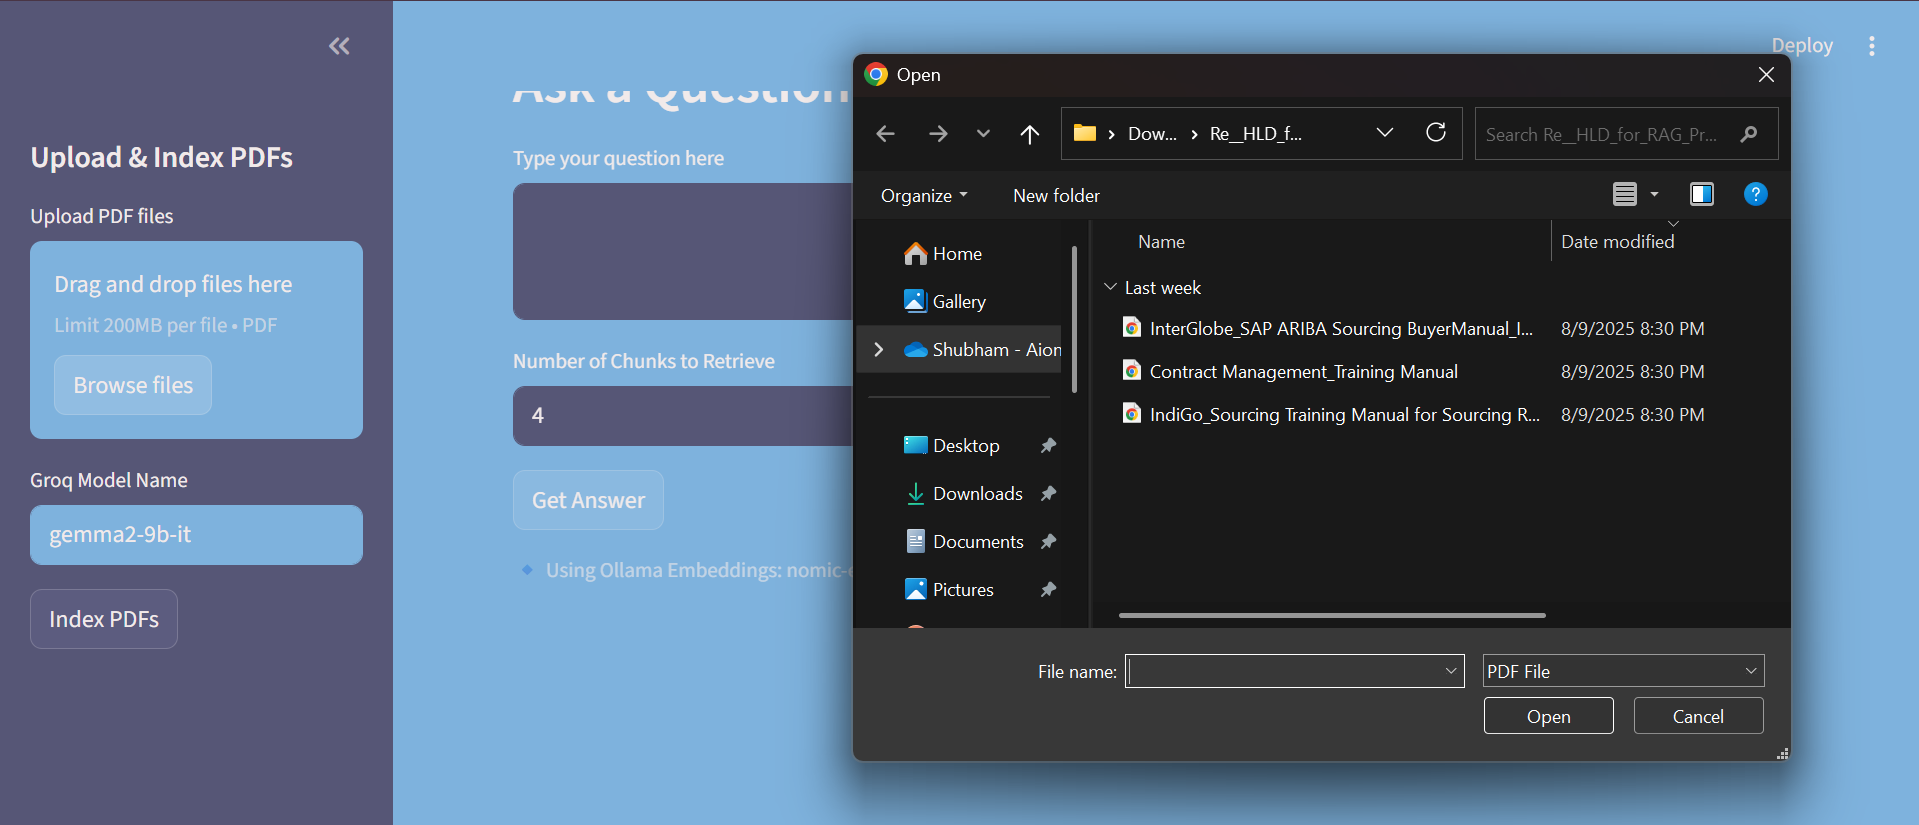 Upload & Index PDFs
Upload PDF files
Drag and drop files here
Limit 200MB per file • PDF
Browse files
Groq Model Name
gemma2-9b-it
Index PDFs
Deploy
Ask a Question
Type your question here
Number of Chunks to Retrieve
4
Get Answer
Using Ollama Embeddings: nomic-e
Open
Dow... > Re__HLD_f...
Search Re__HLD_for_RAG_Pr...
Organize
New folder
?
Home
Gallery
Shubham - Aion
Desktop
Downloads
Documents
Pictures
Name
Date modified
Last week
InterGlobe_SAP ARIBA Sourcing BuyerManual_I... 8/9/2025 8:30 PM
Contract Management_Training Manual 8/9/2025 8:30 PM
IndiGo_Sourcing Training Manual for Sourcing R... 8/9/2025 8:30 PM
File name:
PDF File
Open
Cancel